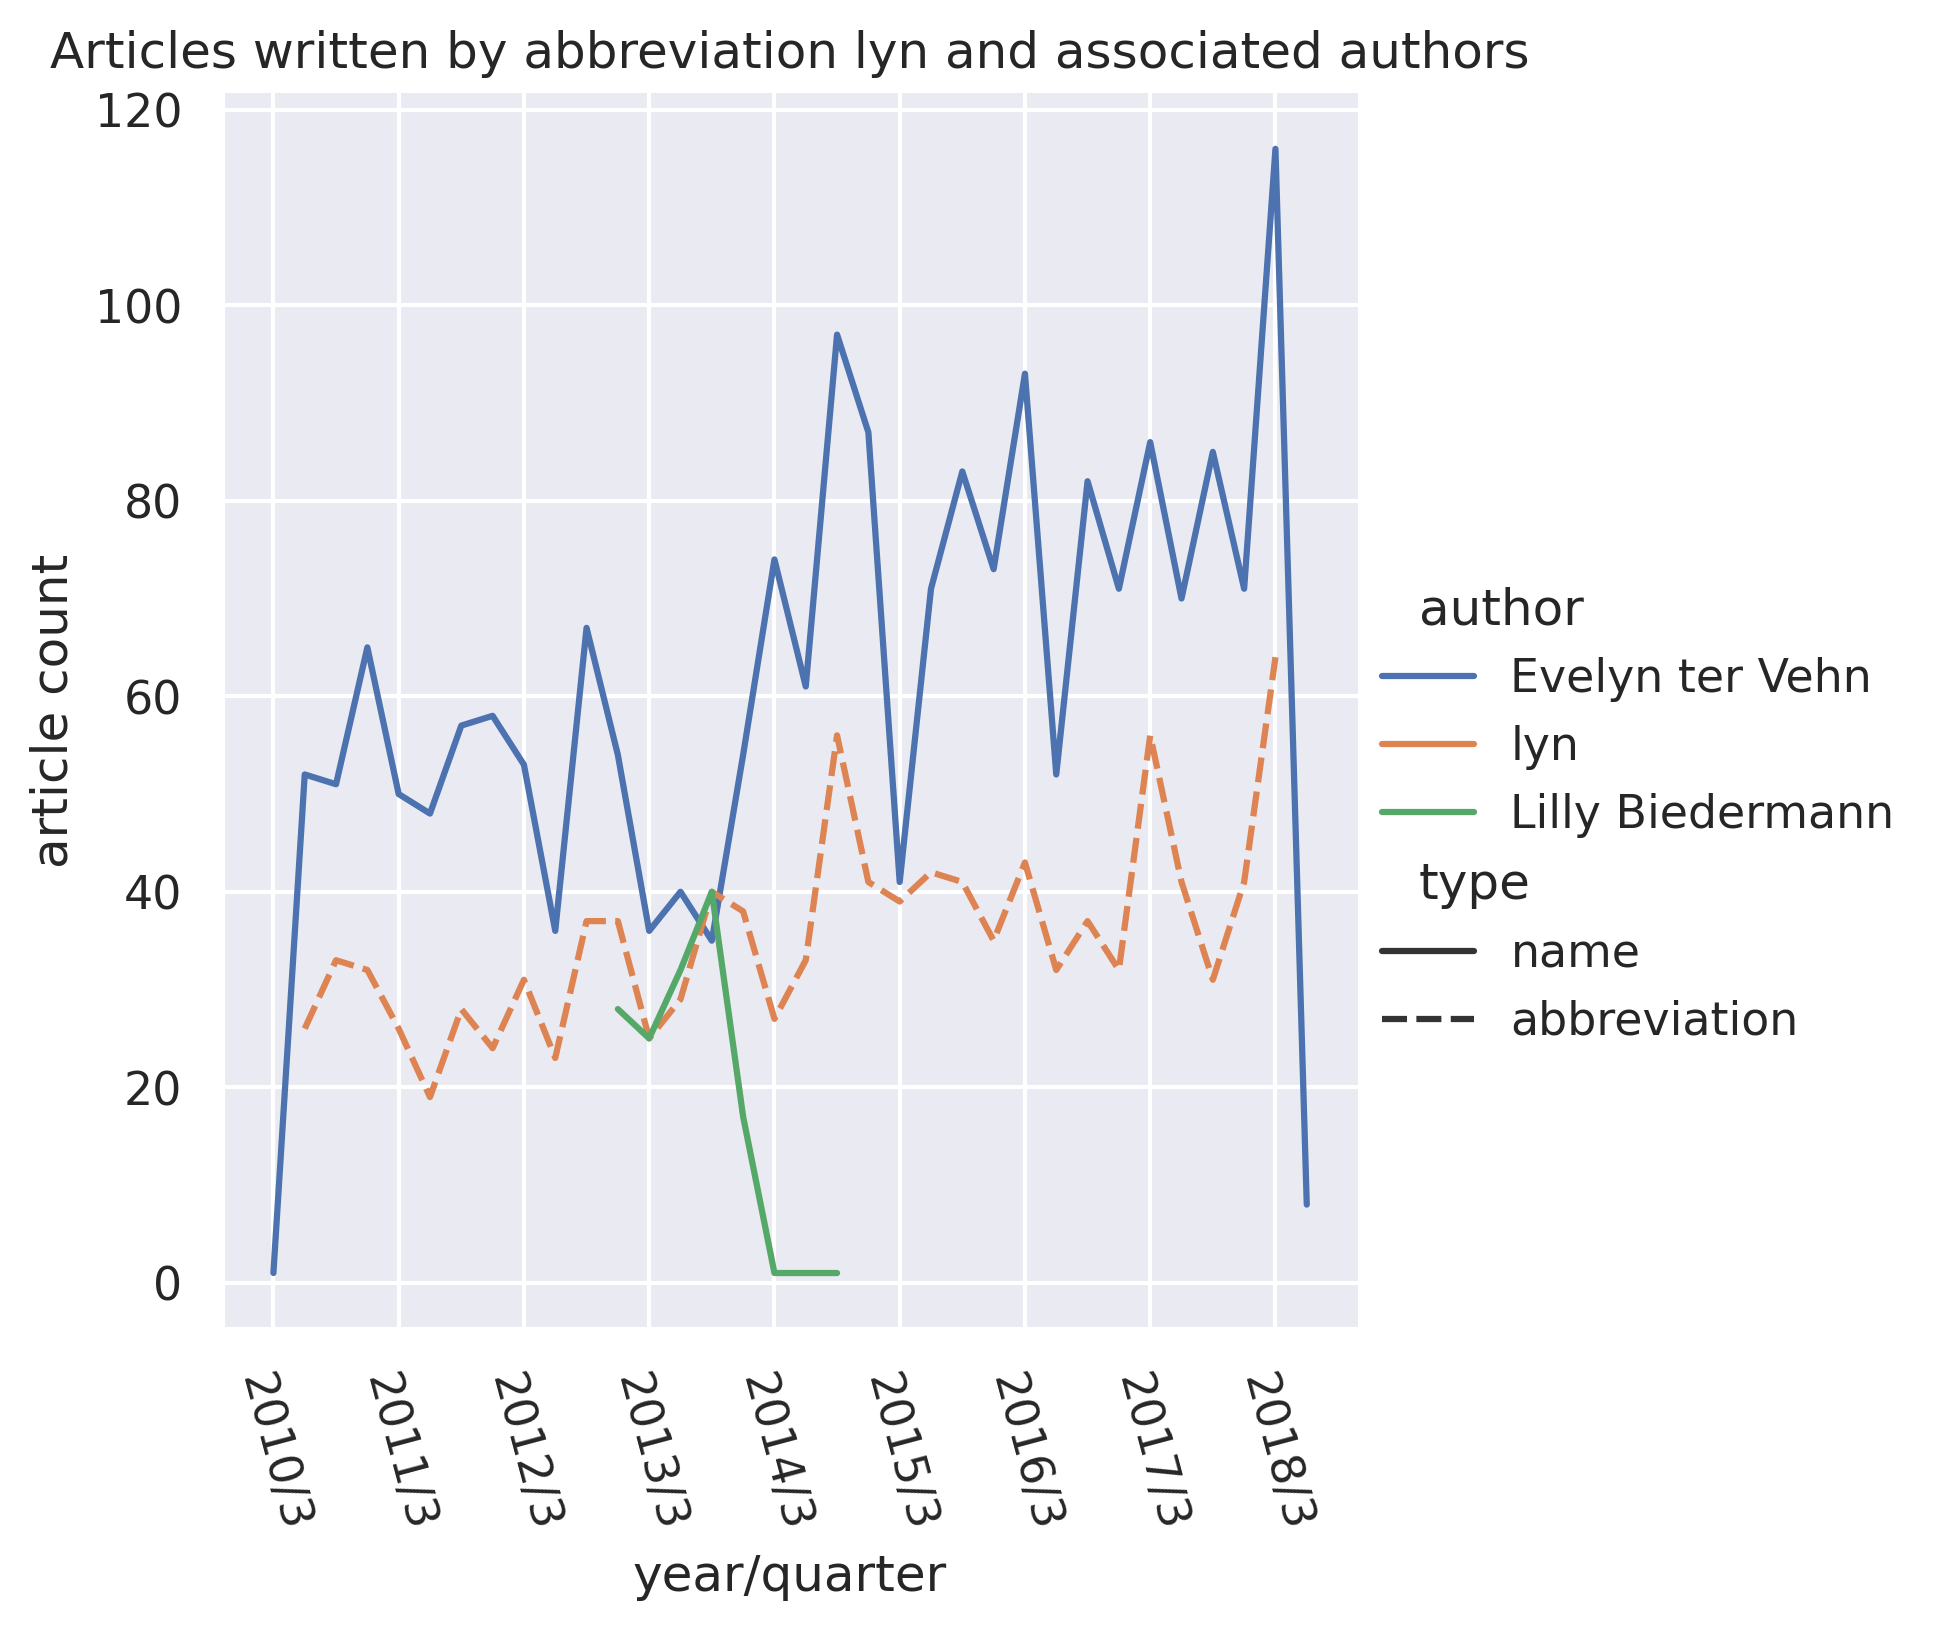 Articles written by abbreviation lyn and associated authors
120
100
80
60
40
20
0
article count
2010/3
2011/3
2012/3
2013/3
2014/3
2015/3
2016/3
2017/3
2018/3
year/quarter
author
Evelyn ter Vehn
lyn
Lilly Biedermann
type
name
abbreviation